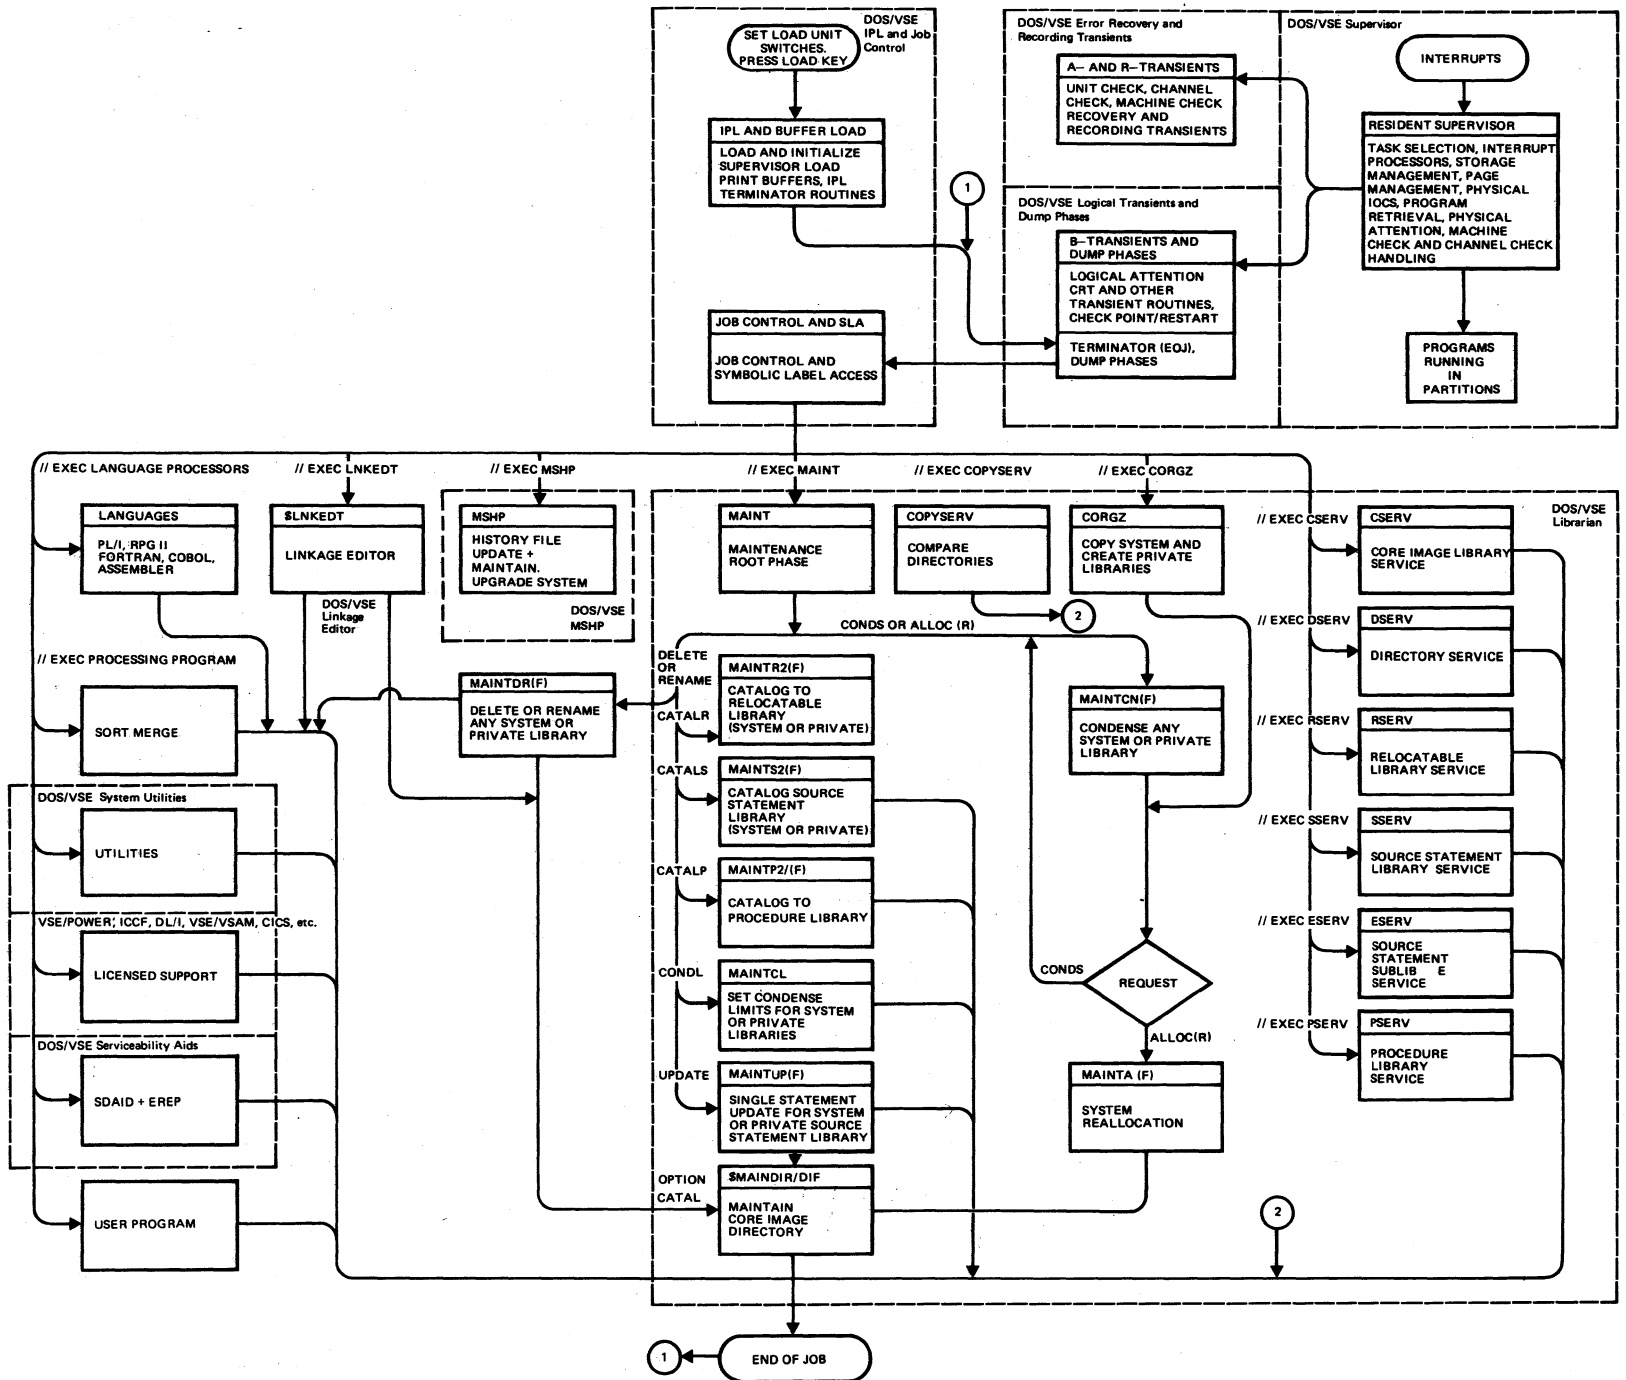 DOS/VSE
IPL and Job
Control
SET LOAD UNIT
SWITCHES.
PRESS LOAD KEY
IPL AND BUFFER LOAD
LOAD AND INITIALIZE
SUPERVISOR LOAD
PRINT BUFFERS, IPL
TERMINATOR ROUTINES
JOB CONTROL AND SLA
JOB CONTROL AND
SYMBOLIC LABEL ACCESS
1
DOS/VSE Error Recovery and
Recording Transients
A— AND R—TRANSIENTS
UNIT CHECK, CHANNEL
CHECK, MACHINE CHECK
RECOVERY AND
RECORDING TRANSIENTS
DOS/VSE Logical Transients and
Dump Phases
B—TRANSIENTS AND
DUMP PHASES
LOGICAL ATTENTION
CRT AND OTHER
TRANSIENT ROUTINES,
CHECK POINT/RESTART
TERMINATOR (EOJ),
DUMP PHASES
DOS/VSE Supervisor
INTERRUPTS
RESIDENT SUPERVISOR
TASK SELECTION, INTERRUPT
PROCESSORS, STORAGE
MANAGEMENT, PAGE
MANAGEMENT, PHYSICAL
IOCS, PROGRAM
RETRIEVAL, PHYSICAL
ATTENTION, MACHINE
CHECK AND CHANNEL CHECK
HANDLING
PROGRAMS
RUNNING
IN
PARTITIONS
// EXEC LANGUAGE PROCESSORS
// EXEC LNKEDT
// EXEC MSHP
// EXEC MAINT
// EXEC COPYSERV
// EXEC CORGZ
LANGUAGES
PL/I, RPG II
FORTRAN, COBOL,
ASSEMBLER
$LNKEDT
LINKAGE EDITOR
DOS/VSE
Linkage
Editor
MSHP
HISTORY FILE
UPDATE +
MAINTAIN.
UPGRADE SYSTEM
DOS/VSE
MSHP
MAINT
MAINTENANCE
ROOT PHASE
COPYSERV
COMPARE
DIRECTORIES
2
CORGZ
COPY SYSTEM AND
CREATE PRIVATE
LIBRARIES
DOS/VSE
Librarian
// EXEC CSERV
CSERV
CORE IMAGE LIBRARY
SERVICE
// EXEC DSERV
DSERV
DIRECTORY SERVICE
// EXEC RSERV
RSERV
RELOCATABLE
LIBRARY SERVICE
// EXEC SSERV
SSERV
SOURCE STATEMENT
LIBRARY SERVICE
// EXEC ESERV
ESERV
SOURCE
STATEMENT
SUBLIB E
SERVICE
// EXEC PSERV
PSERV
PROCEDURE
LIBRARY
SERVICE
// EXEC PROCESSING PROGRAM
SORT MERGE
DOS/VSE System Utilities
UTILITIES
VSE/POWER, ICCF, DL/I, VSE/VSAM, CICS, etc.
LICENSED SUPPORT
DOS/VSE Serviceability Aids
SDAID + EREP
USER PROGRAM
MAINTDR(F)
DELETE OR RENAME
ANY SYSTEM OR
PRIVATE LIBRARY
CONDS OR ALLOC (R)
DELETE
OR
RENAME
CATALR
MAINTR2(F)
CATALOG TO
RELOCATABLE
LIBRARY
(SYSTEM OR PRIVATE)
CATALS
MAINTS2(F)
CATALOG SOURCE
STATEMENT
LIBRARY
(SYSTEM OR PRIVATE)
CATALP
MAINTP2/(F)
CATALOG TO
PROCEDURE LIBRARY
CONDL
MAINTCL
SET CONDENSE
LIMITS FOR SYSTEM
OR PRIVATE
LIBRARIES
UPDATE
MAINTUP(F)
SINGLE STATEMENT
UPDATE FOR SYSTEM
OR PRIVATE SOURCE
STATEMENT LIBRARY
OPTION
CATAL
$MAINDIR/DIF
MAINTAIN
CORE IMAGE
DIRECTORY
MAINTCN(F)
CONDENSE ANY
SYSTEM OR PRIVATE
LIBRARY
CONDS
REQUEST
ALLOC(R)
MAINTA (F)
SYSTEM
REALLOCATION
2
1
END OF JOB